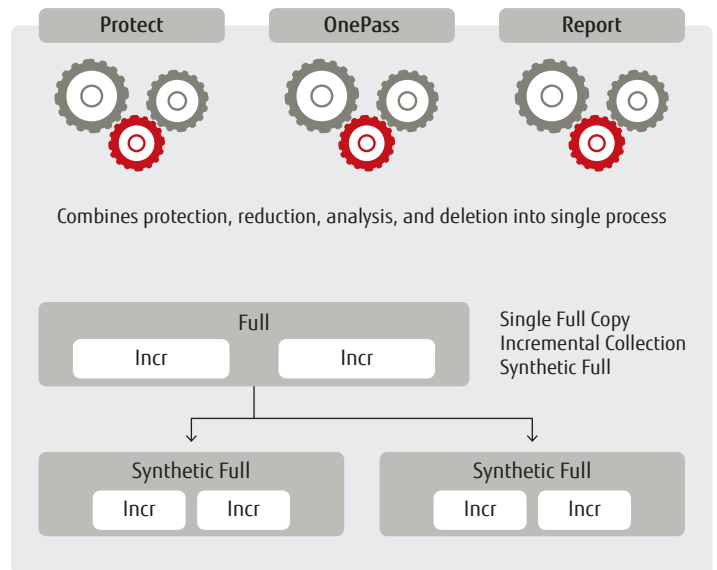 Protect
OnePass
Report
Combines protection, reduction, analysis, and deletion into single process
Full
Incr
Incr
Single Full Copy
Incremental Collection
Synthetic Full
Synthetic Full
Incr
Incr
Synthetic Full
Incr
Incr